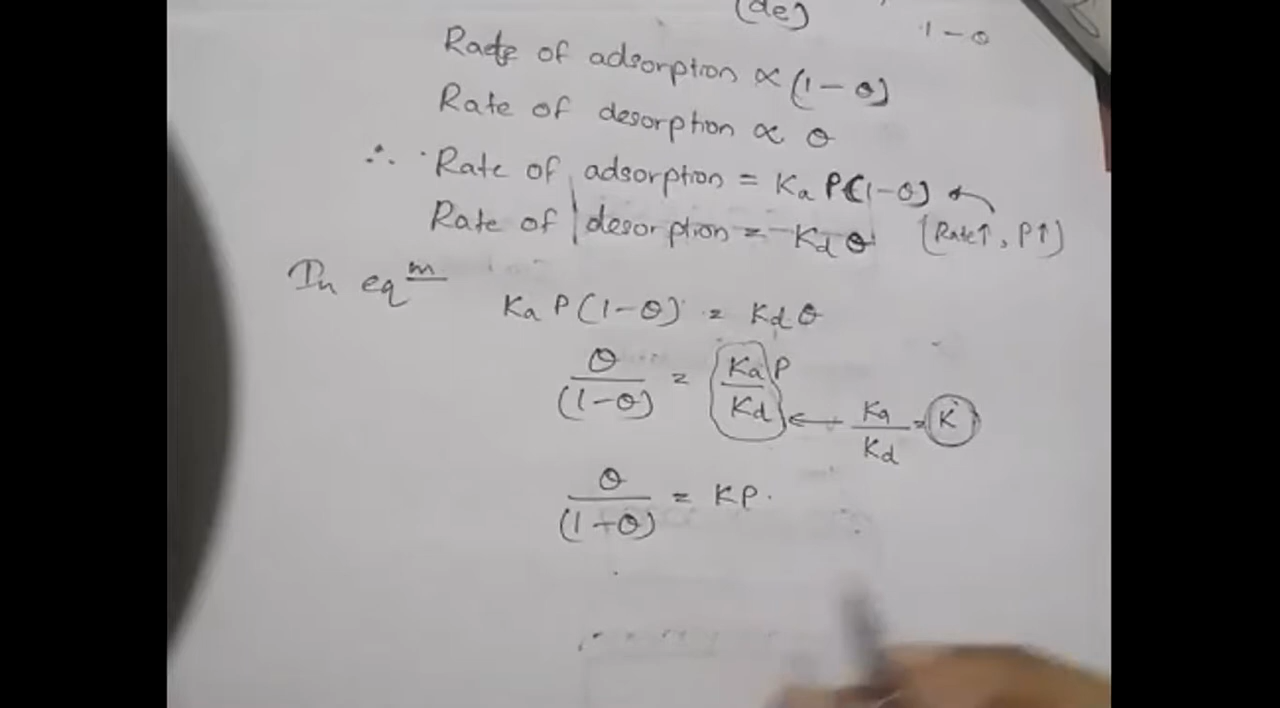 (de)
1-θ
Rate of adsorption ∝ (1-θ)
Rate of desorption ∝ θ
∴ Rate of adsorption = Ka P(1-θ)
Rate of desorption = Kd θ (Rate↑, P↑)
In eqm
Ka P(1-θ) = Kd θ
θ/(1-θ) = Ka/Kd P ← Ka/Kd = K
θ/(1-θ) = KP.